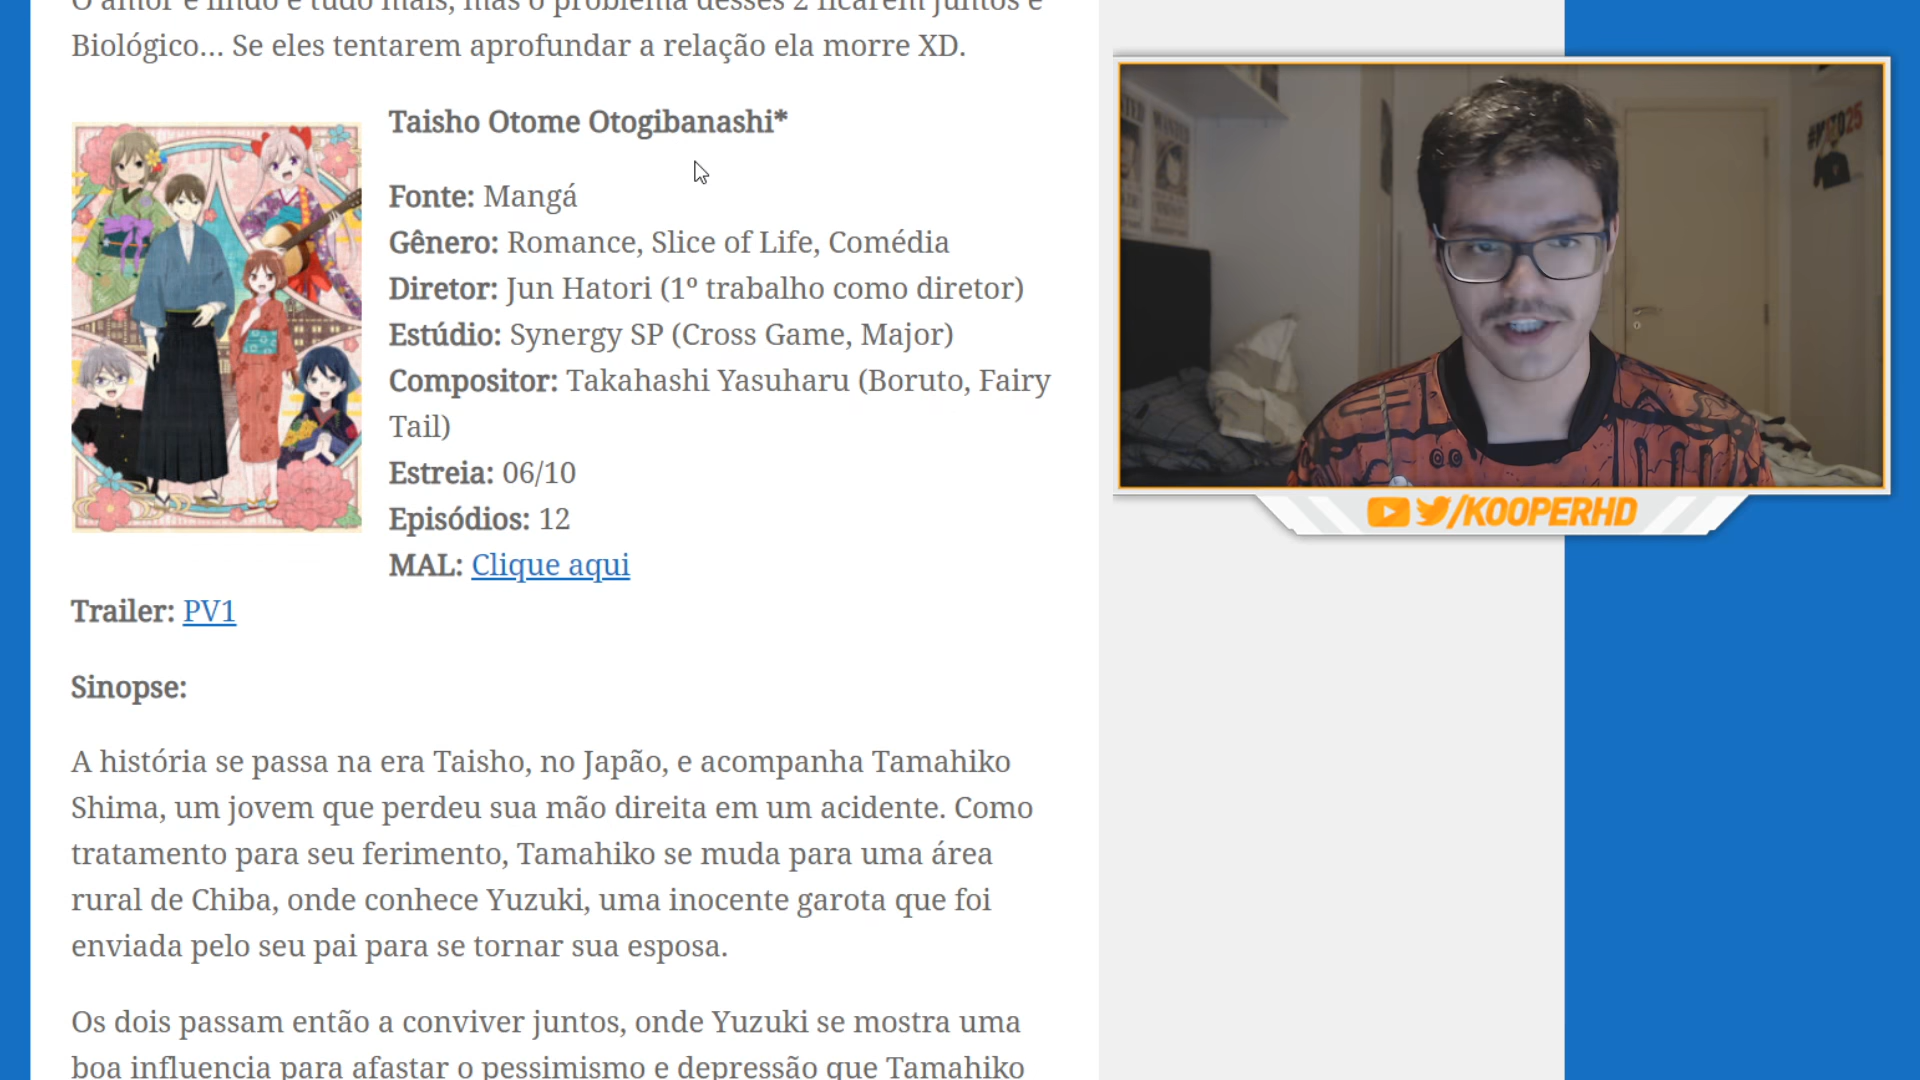 O amor é lindo e tudo mais, mas o problema desses 2 ficarem juntos é
Biológico... Se eles tentarem aprofundar a relação ela morre XD.
Taisho Otome Otogibanashi*
Fonte: Mangá
Gênero: Romance, Slice of Life, Comédia
Diretor: Jun Hatori (1º trabalho como diretor)
Estúdio: Synergy SP (Cross Game, Major)
Compositor: Takahashi Yasuharu (Boruto, Fairy
Tail)
Estreia: 06/10
Episódios: 12
MAL: Clique aqui
Trailer: PV1
Sinopse:
A história se passa na era Taisho, no Japão, e acompanha Tamahiko
Shima, um jovem que perdeu sua mão direita em um acidente. Como
tratamento para seu ferimento, Tamahiko se muda para uma área
rural de Chiba, onde conhece Yuzuki, uma inocente garota que foi
enviada pelo seu pai para se tornar sua esposa.
Os dois passam então a conviver juntos, onde Yuzuki se mostra uma
boa influencia para afastar o pessimismo e depressão que Tamahiko
WANTED
/KOOPERHD